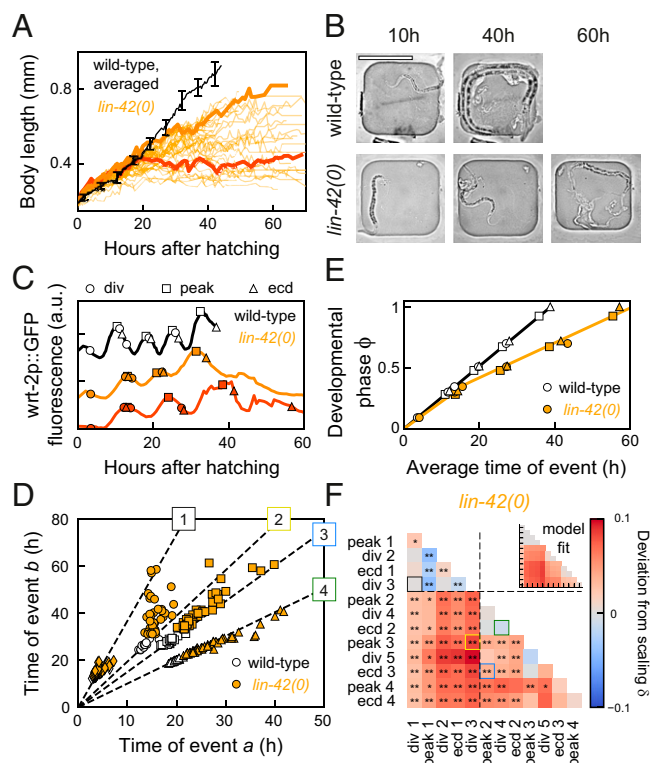 A
wild-type,
averaged
lin-42(0)
Body length (mm)
0.8
0.4
0 20 40 60
Hours after hatching
B
10h 40h 60h
wild-type
lin-42(0)
C
div peak ecd
wild-type
lin-42(0)
wrt-2p::GFP
fluorescence (a.u.)
0 20 40 60
Hours after hatching
E
Developmental
phase ϕ
1
0.5
0
wild-type
lin-42(0)
0 20 40 60
Average time of event (h)
D
Time of event b (h)
80
60
40
20
0
1
2
3
4
wild-type
lin-42(0)
0 10 20 30 40 50
Time of event a (h)
F
lin-42(0)
peak 1 *
div 2 **
ecd 1 ** **
div 3 ** **
peak 2 ** * ** **
div 4 ** ** **
ecd 2 ** * ** **
peak 3 ** ** ** ** ** ** **
div 5 ** ** ** ** ** ** **
ecd 3 ** ** ** ** ** ** **
peak 4 ** ** ** ** ** ** ** * *
ecd 4 ** ** ** ** ** ** **
div 1
peak 1
div 2
ecd 1
div 3
peak 2
div 4
ecd 2
peak 3
div 5
ecd 3
peak 4
model
fit
0.1
0
-0.1
Deviation from
scaling δ